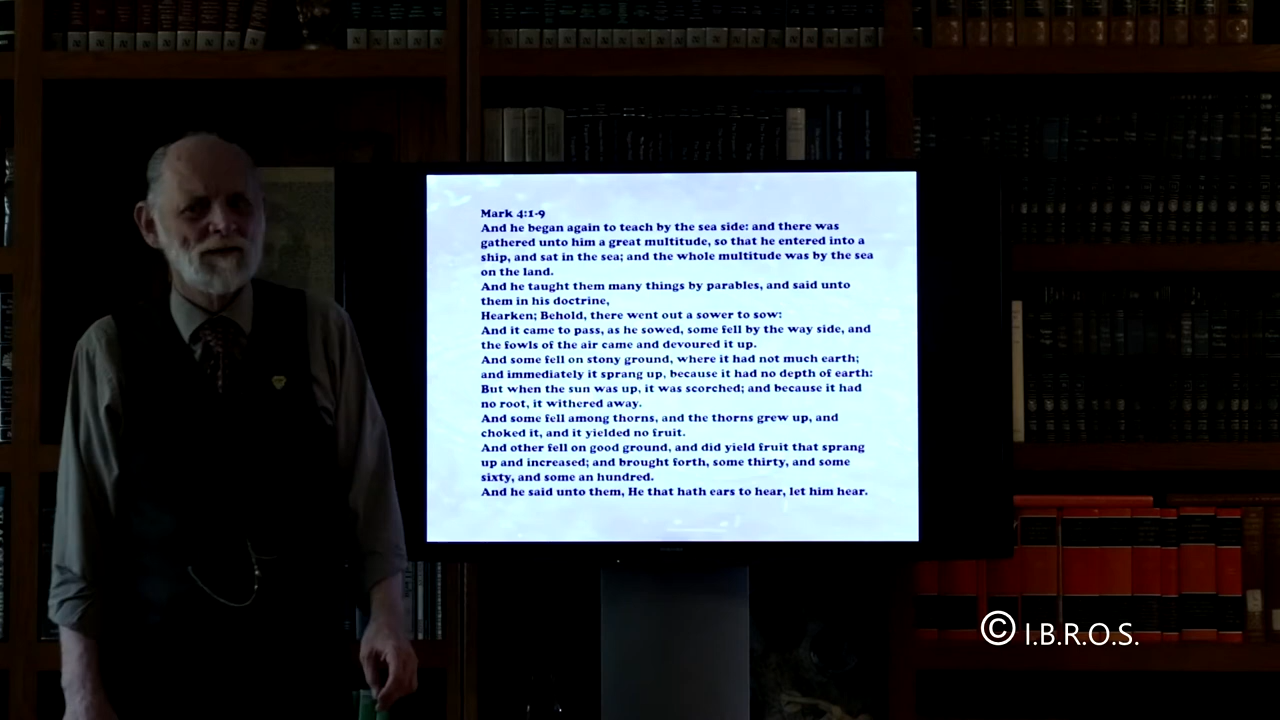 Mark 4:1-9
And he began again to teach by the sea side: and there was
gathered unto him a great multitude, so that he entered into a
ship, and sat in the sea; and the whole multitude was by the sea
on the land.
And he taught them many things by parables, and said unto
them in his doctrine,
Hearken; Behold, there went out a sower to sow:
And it came to pass, as he sowed, some fell by the way side, and
the fowls of the air came and devoured it up.
And some fell on stony ground, where it had not much earth;
and immediately it sprang up, because it had no depth of earth:
But when the sun was up, it was scorched; and because it had
no root, it withered away.
And some fell among thorns, and the thorns grew up, and
choked it, and it yielded no fruit.
And other fell on good ground, and did yield fruit that sprang
up and increased; and brought forth, some thirty, and some
sixty, and some an hundred.
And he said unto them, He that hath ears to hear, let him hear.
© I.B.R.O.S.